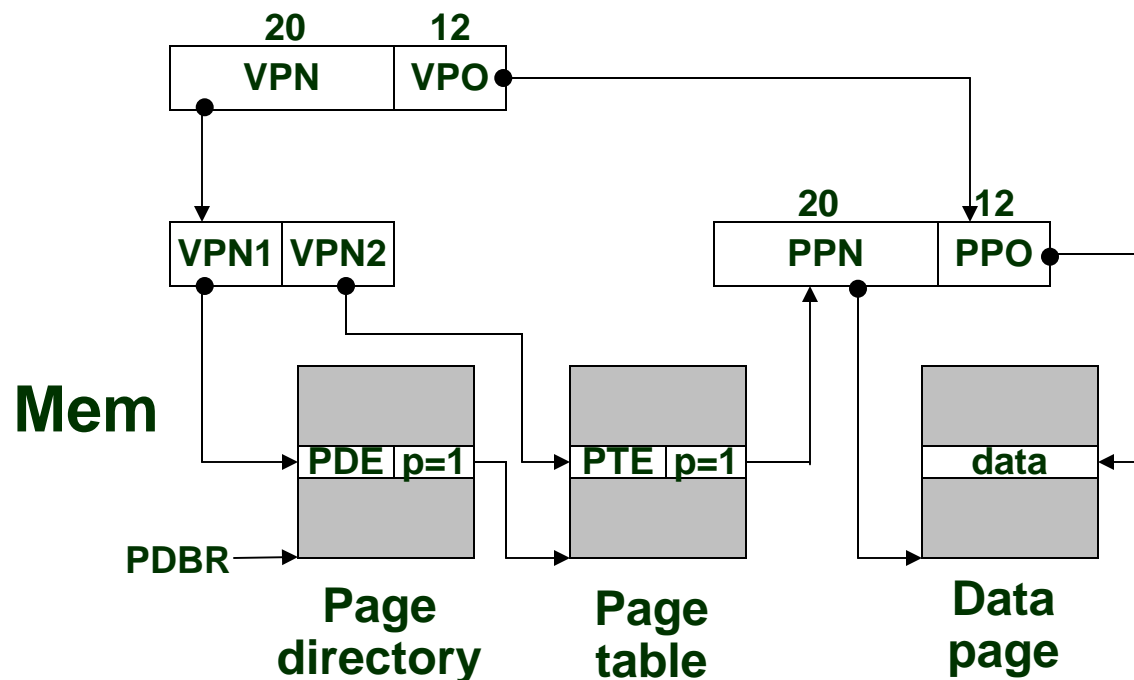 20 12
VPN VPO
20 12
VPN1 VPN2 PPN PPO
Mem
PDE p=1 PTE p=1 data
PDBR
Page directory
Page table
Data page